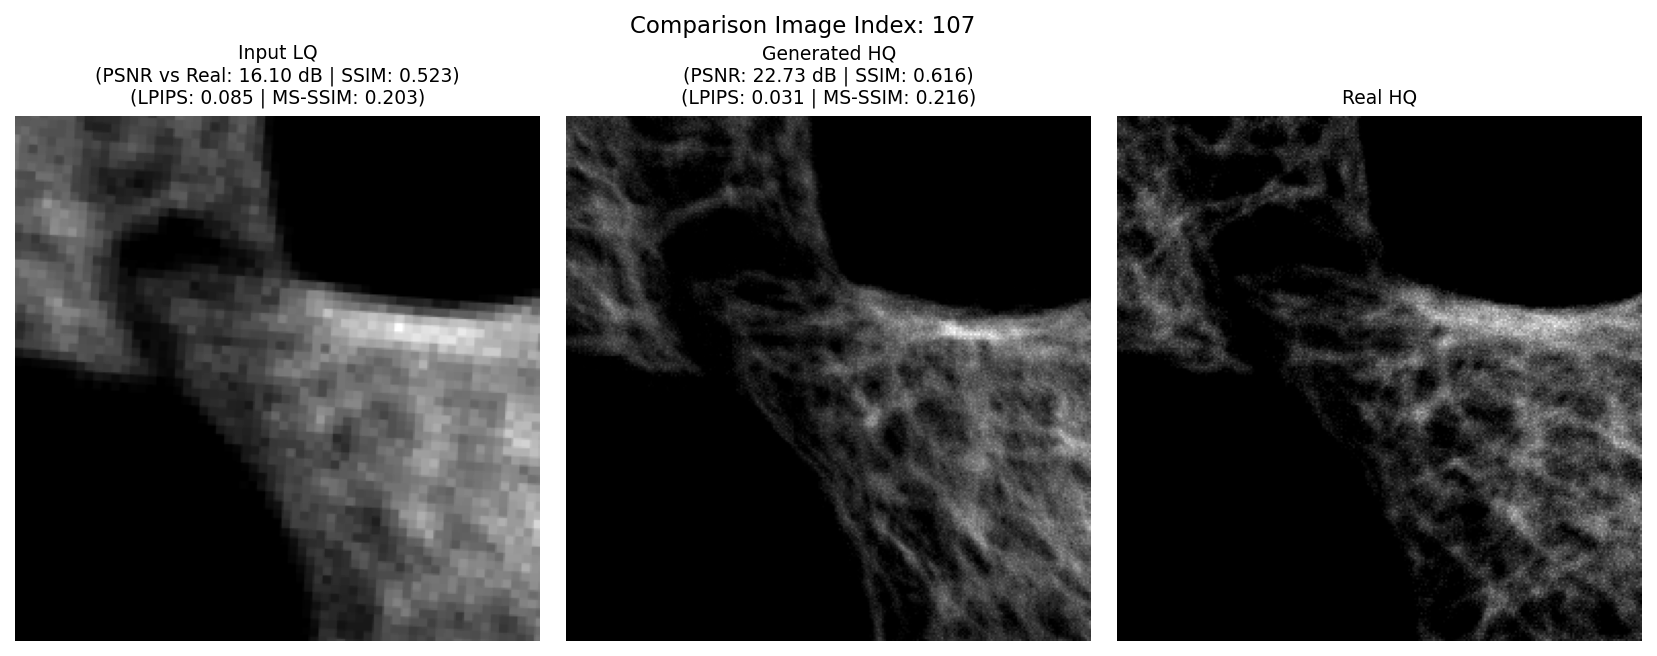 Comparison Image Index: 107
Input LQ
(PSNR vs Real: 16.10 dB | SSIM: 0.523)
(LPIPS: 0.085 | MS-SSIM: 0.203)
Generated HQ
(PSNR: 22.73 dB | SSIM: 0.616)
(LPIPS: 0.031 | MS-SSIM: 0.216)
Real HQ